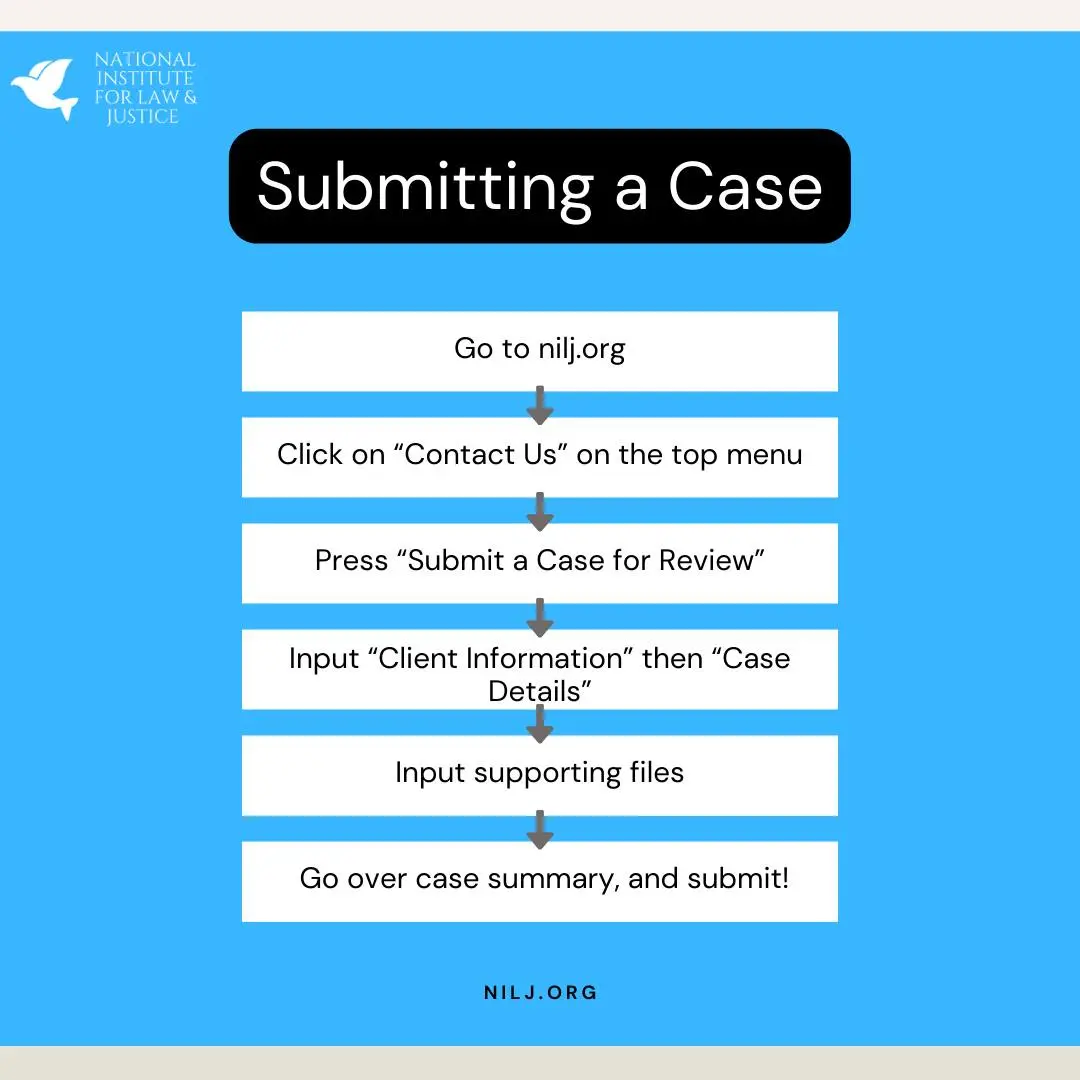 NATIONAL
INSTITUTE
FOR LAW &
JUSTICE
Submitting a Case
Go to nilj.org
Click on “Contact Us” on the top menu
Press “Submit a Case for Review”
Input “Client Information” then “Case
Details”
Input supporting files
Go over case summary, and submit!
NILJ.ORG